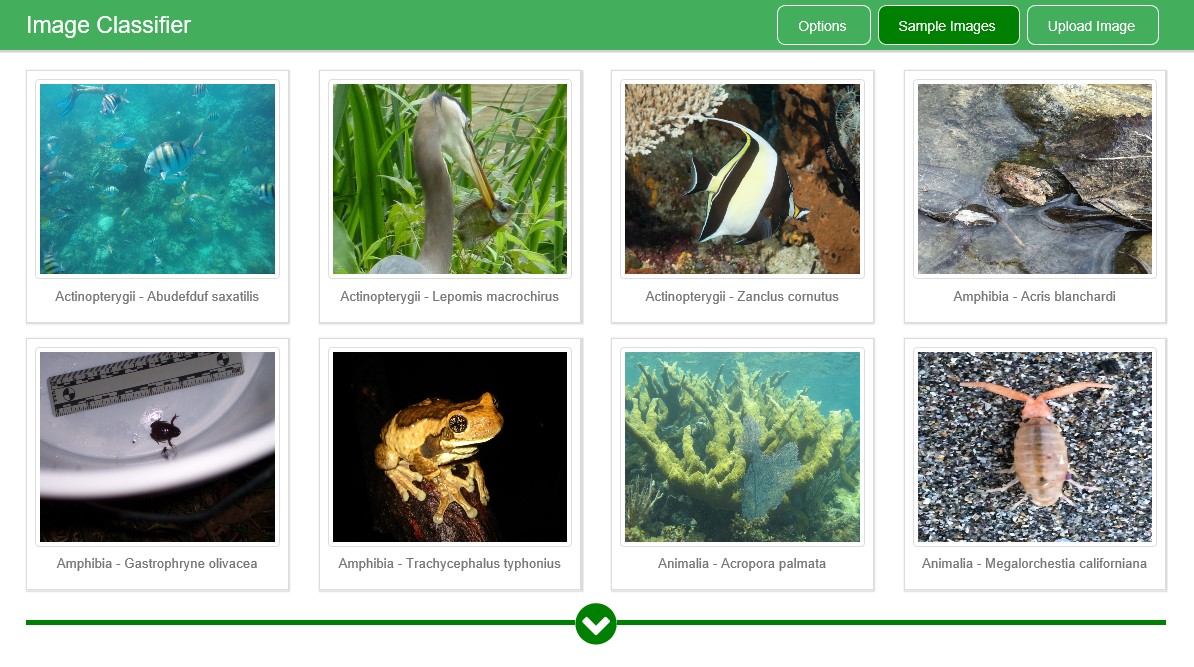 Image Classifier
Options
Sample Images
Upload Image
Actinopterygii - Abudefduf saxatilis
Actinopterygii - Lepomis macrochirus
Actinopterygii - Zanclus cornutus
Amphibia - Acris blanchardi
Amphibia - Gastrophryne olivacea
Amphibia - Trachycephalus typhonius
Animalia - Acropora palmata
Animalia - Megalorchestia californiana